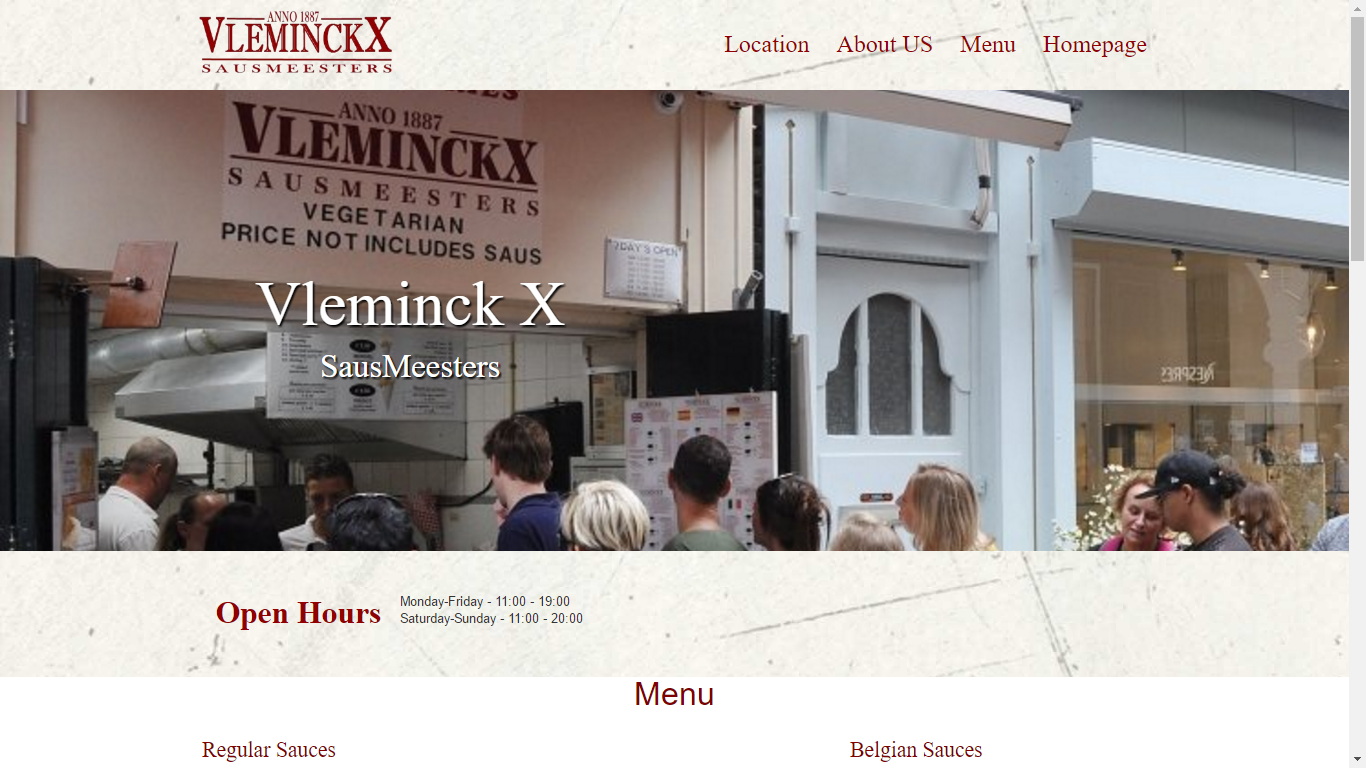 ANNO 1887
VLEMINCKX
SAUSMEESTERS
Location About US Menu Homepage
ANNO 1887
VLEMINCKX
SAUSMEESTERS
VEGETARIAN
PRICE NOT INCLUDES SAUS
7 DAY'S OPEN
Vleminck X
SausMeesters
Open Hours
Monday-Friday - 11:00 - 19:00
Saturday-Sunday - 11:00 - 20:00
Menu
Regular Sauces
Belgian Sauces